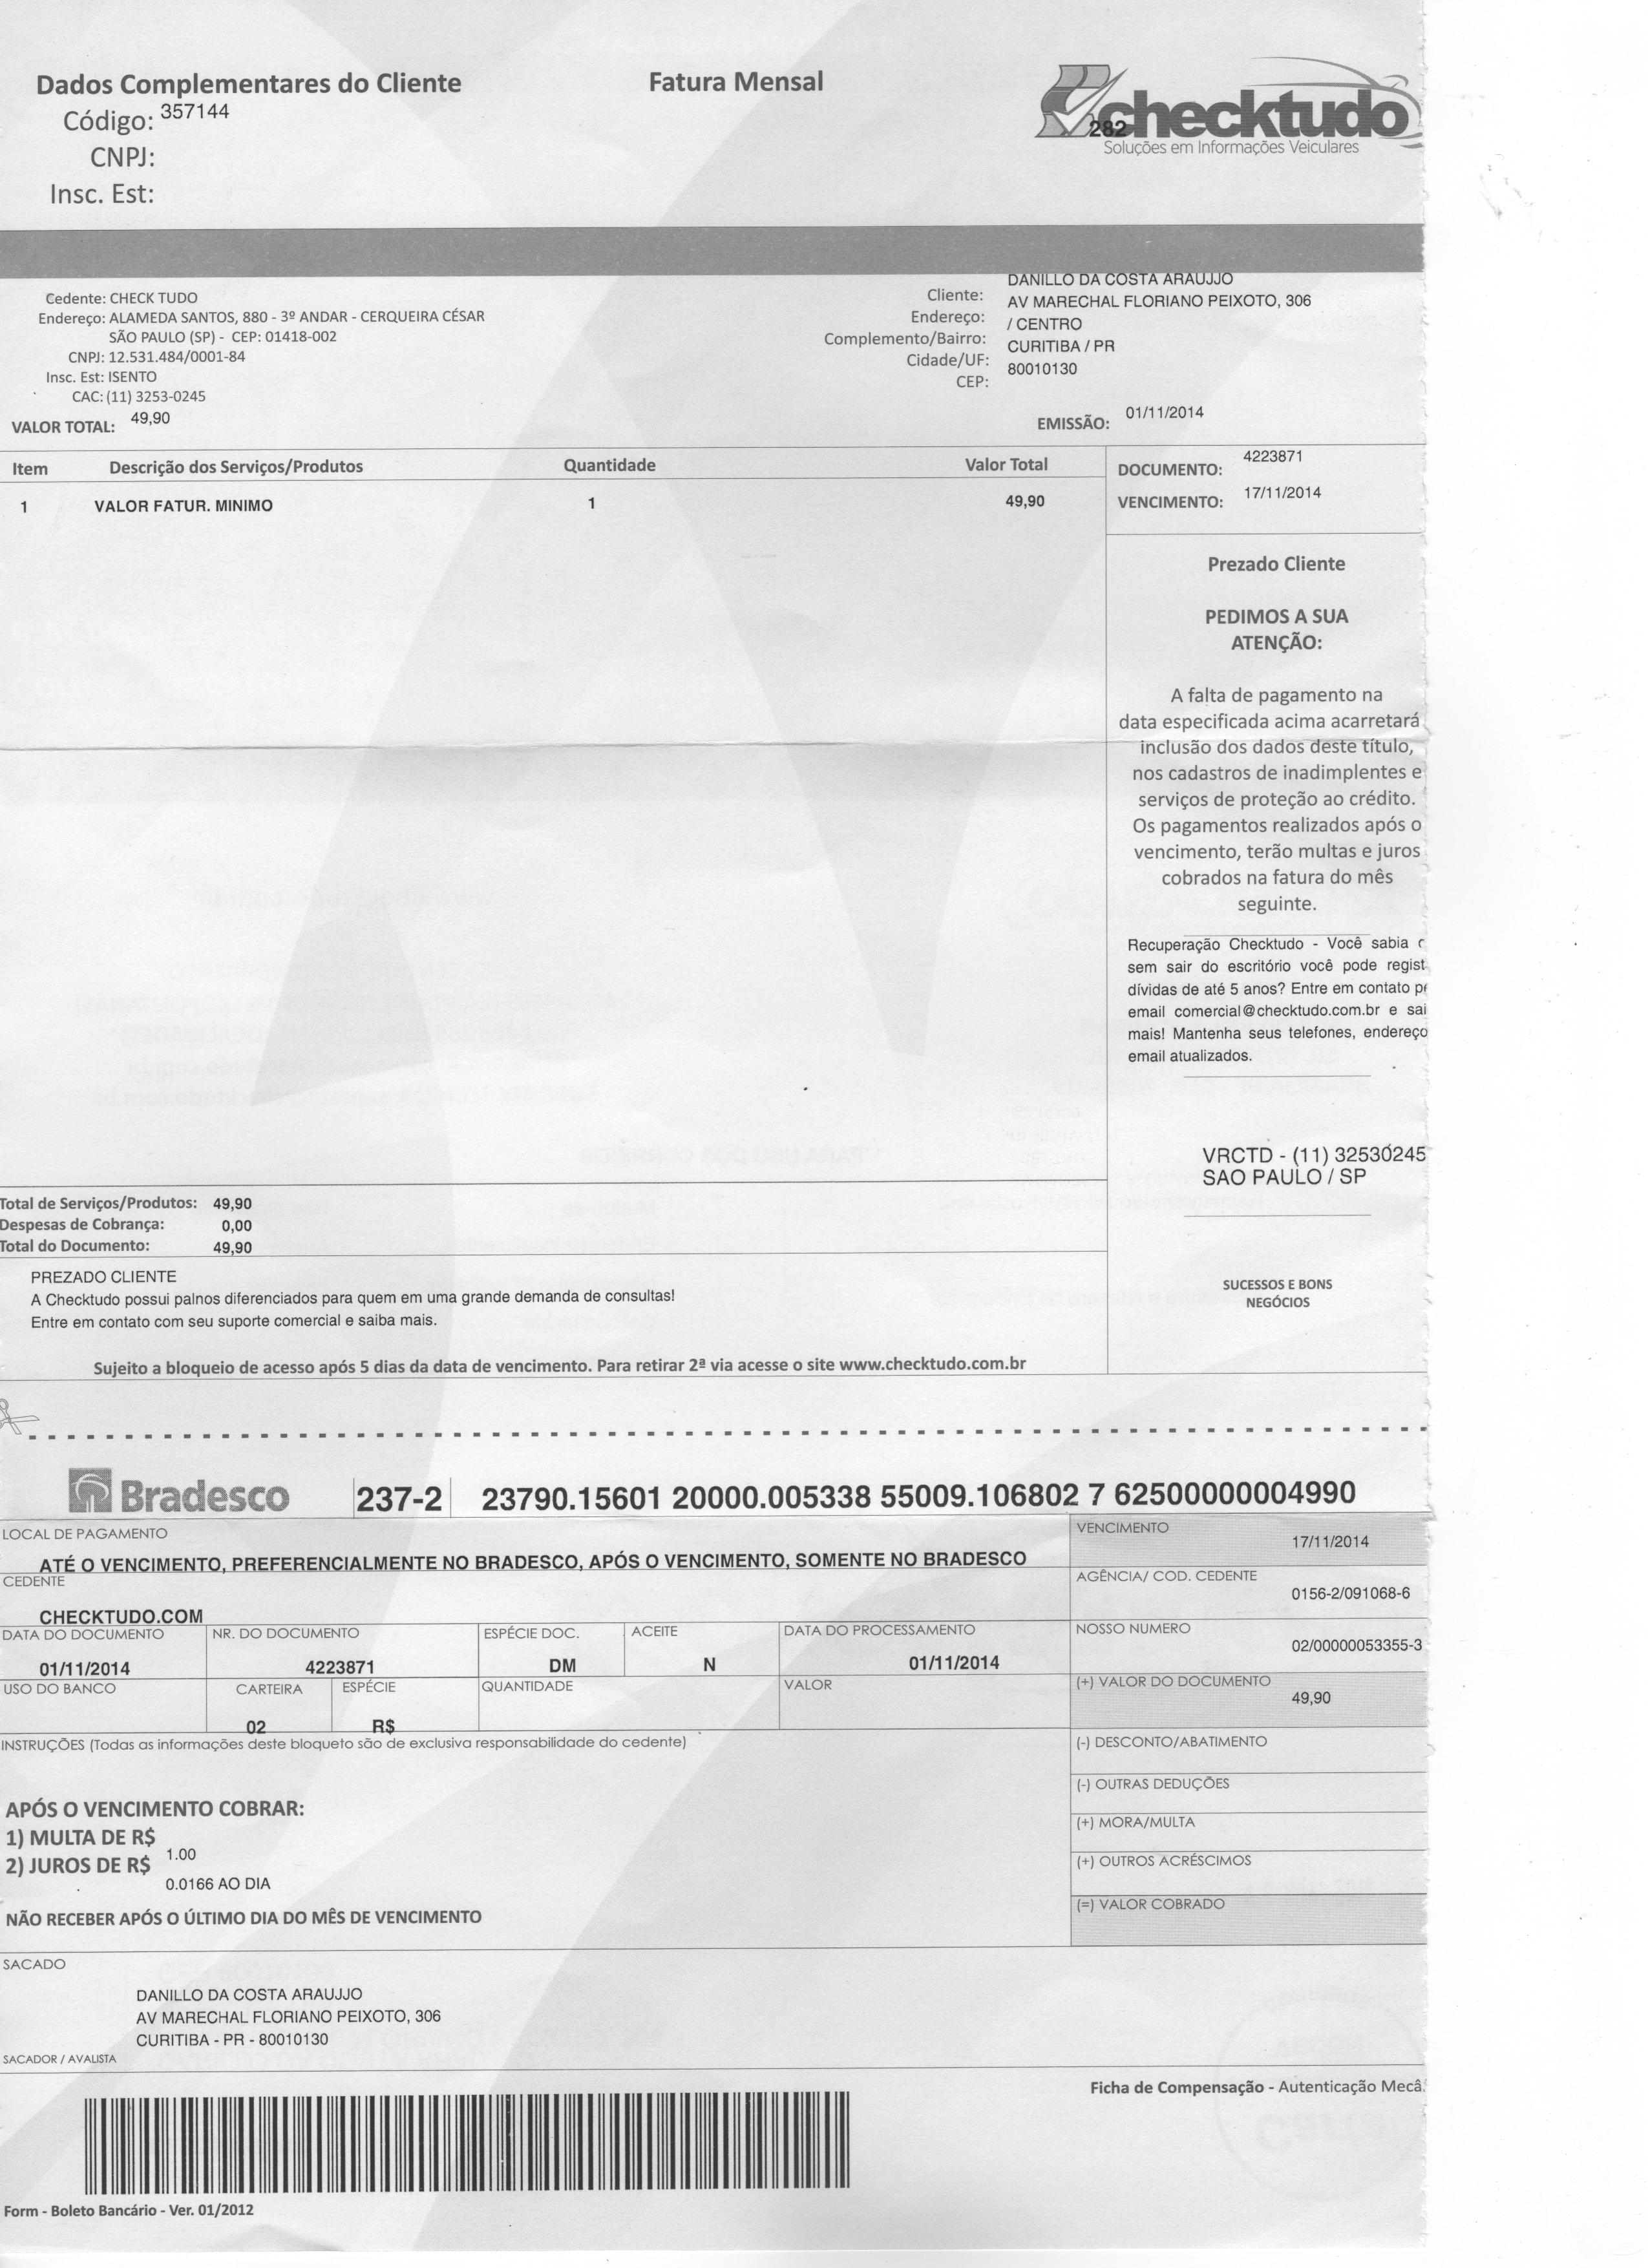 Dados Complementares do Cliente
Fatura Mensal
Código: 357144
CNPJ:
Insc. Est:
checktudo
282
Soluções em Informações Veiculares
Cedente: CHECK TUDO
Endereço: ALAMEDA SANTOS, 880 - 3º ANDAR - CERQUEIRA CÉSAR
SÃO PAULO (SP) - CEP: 01418-002
CNPJ: 12.531.484/0001-84
Insc. Est: ISENTO
CAC: (11) 3253-0245
VALOR TOTAL: 49,90
Cliente: DANILLO DA COSTA ARAUJJO
Endereço: AV MARECHAL FLORIANO PEIXOTO, 306
Complemento/Bairro: / CENTRO
Cidade/UF: CURITIBA / PR
CEP: 80010130
EMISSÃO: 01/11/2014
Item Descrição dos Serviços/Produtos Quantidade Valor Total
1 VALOR FATUR. MINIMO 1 49,90
DOCUMENTO: 4223871
VENCIMENTO: 17/11/2014
Prezado Cliente
PEDIMOS A SUA
ATENÇÃO:
A falta de pagamento na
data especificada acima acarretará
inclusão dos dados deste título,
nos cadastros de inadimplentes e
serviços de proteção ao crédito.
Os pagamentos realizados após o
vencimento, terão multas e juros
cobrados na fatura do mês
seguinte.
Recuperação Checktudo - Você sabia
sem sair do escritório você pode regist
dívidas de até 5 anos? Entre em contato
email comercial@checktudo.com.br e sai
mais! Mantenha seus telefones, endereço
email atualizados.
VRCTD - (11) 32530245
SAO PAULO / SP
Total de Serviços/Produtos: 49,90
Despesas de Cobrança: 0,00
Total do Documento: 49,90
PREZADO CLIENTE
A Checktudo possui palnos diferenciados para quem em uma grande demanda de consultas!
Entre em contato com seu suporte comercial e saiba mais.
SUCESSOS E BONS
NEGÓCIOS
Sujeito a bloqueio de acesso após 5 dias da data de vencimento. Para retirar 2ª via acesse o site www.checktudo.com.br
Bradesco 237-2 23790.15601 20000.005338 55009.106802 7 62500000004990
LOCAL DE PAGAMENTO
ATÉ O VENCIMENTO, PREFERENCIALMENTE NO BRADESCO, APÓS O VENCIMENTO, SOMENTE NO BRADESCO
VENCIMENTO
17/11/2014
CEDENTE
CHECKTUDO.COM
AGÊNCIA/ COD. CEDENTE
0156-2/091068-6
DATA DO DOCUMENTO NR. DO DOCUMENTO ESPÉCIE DOC. ACEITE DATA DO PROCESSAMENTO NOSSO NUMERO
01/11/2014 4223871 DM N 01/11/2014 02/00000053355-3
USO DO BANCO CARTEIRA ESPÉCIE QUANTIDADE VALOR (+) VALOR DO DOCUMENTO
02 R$ 49,90
INSTRUÇÕES (Todas as informações deste bloqueto são de exclusiva responsabilidade do cedente)
(-) DESCONTO/ABATIMENTO
(-) OUTRAS DEDUÇÕES
(+) MORA/MULTA
(+) OUTROS ACRÉSCIMOS
(=) VALOR COBRADO
APÓS O VENCIMENTO COBRAR:
1) MULTA DE R$ 1.00
2) JUROS DE R$ 0.0166 AO DIA
NÃO RECEBER APÓS O ÚLTIMO DIA DO MÊS DE VENCIMENTO
SACADO
DANILLO DA COSTA ARAUJJO
AV MARECHAL FLORIANO PEIXOTO, 306
CURITIBA - PR - 80010130
SACADOR / AVALISTA
Ficha de Compensação - Autenticação Mecâ
Form - Boleto Bancário - Ver. 01/2012